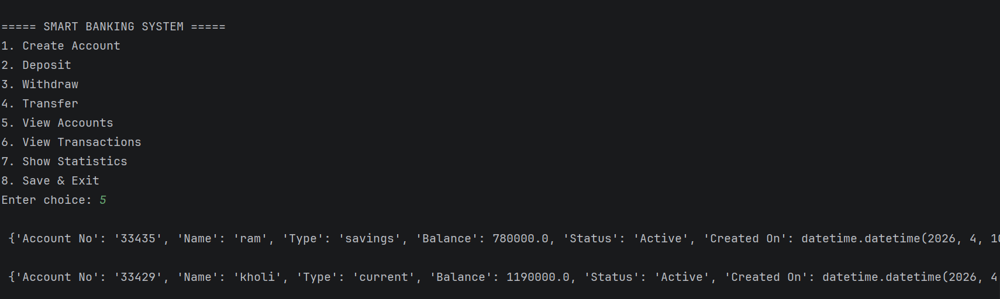 ===== SMART BANKING SYSTEM =====
1. Create Account
2. Deposit
3. Withdraw
4. Transfer
5. View Accounts
6. View Transactions
7. Show Statistics
8. Save & Exit
Enter choice: 5
{'Account No': '33435', 'Name': 'ram', 'Type': 'savings', 'Balance': 780000.0, 'Status': 'Active', 'Created On': datetime.datetime(2026, 4, 10
{'Account No': '33429', 'Name': 'kholi', 'Type': 'current', 'Balance': 1190000.0, 'Status': 'Active', 'Created On': datetime.datetime(2026, 4